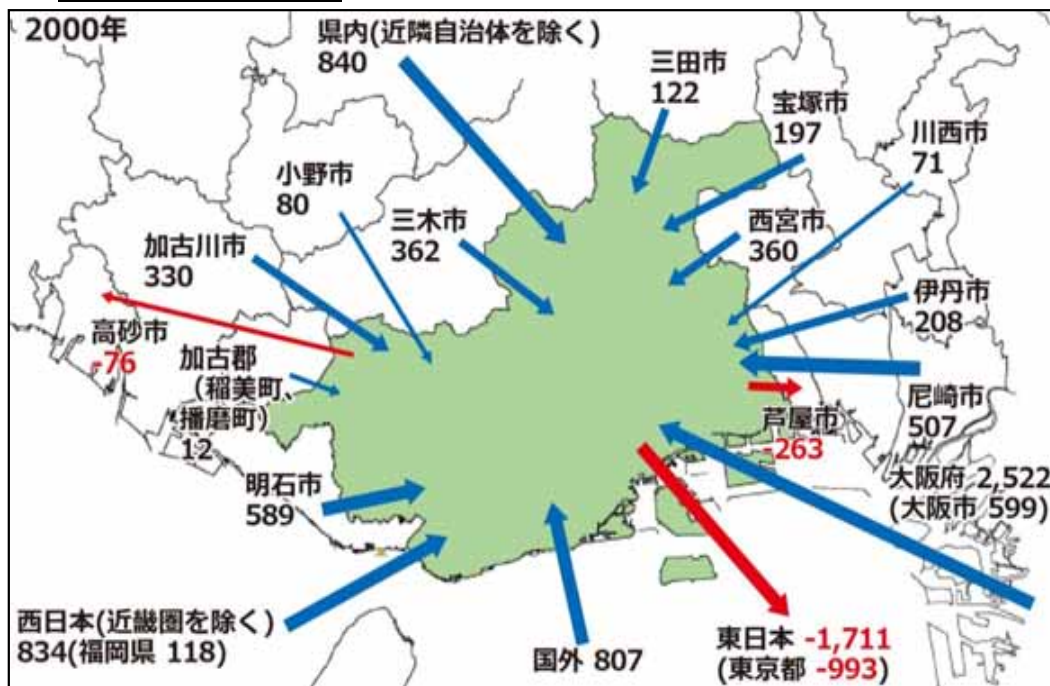 2000年
県内(近隣自治体を除く)
840
三田市
122
宝塚市
197
川西市
71
小野市
80
三木市
362
西宮市
360
加古川市
330
伊丹市
208
高砂市
-76
加古郡
（稲美町、
播磨町）
12
芦屋市
-263
尼崎市
507
明石市
589
大阪府 2,522
(大阪市 599)
西日本(近畿圏を除く)
834(福岡県 118)
国外 807
東日本 -1,711
(東京都 -993)